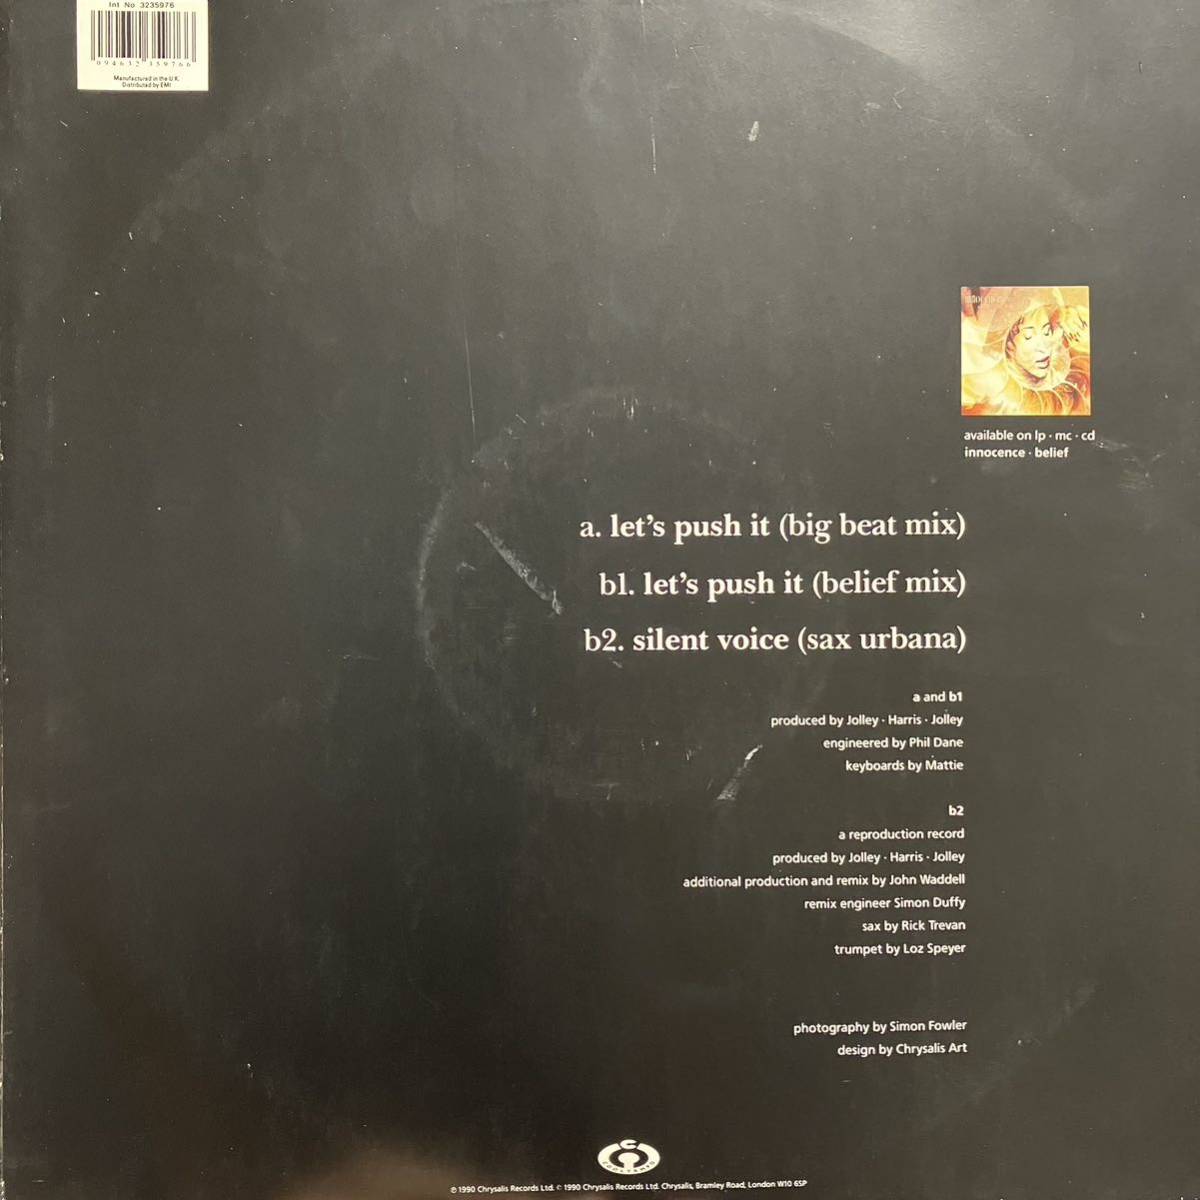 Int No 3235976
094632 359766
Manufactured in the U.K.
Distributed by EMI
available on lp · mc · cd
innocence · belief
a. let's push it (big beat mix)
b1. let's push it (belief mix)
b2. silent voice (sax urbana)
a and b1
produced by Jolley · Harris · Jolley
engineered by Phil Dane
keyboards by Mattie
b2
a reproduction record
produced by Jolley · Harris · Jolley
additional production and remix by John Waddell
remix engineer Simon Duffy
sax by Rick Trevan
trumpet by Loz Speyer
photography by Simon Fowler
design by Chrysalis Art
COOLTEMPO
℗ 1990 Chrysalis Records Ltd. © 1990 Chrysalis Records Ltd. Chrysalis, Bramley Road, London W10 6SP